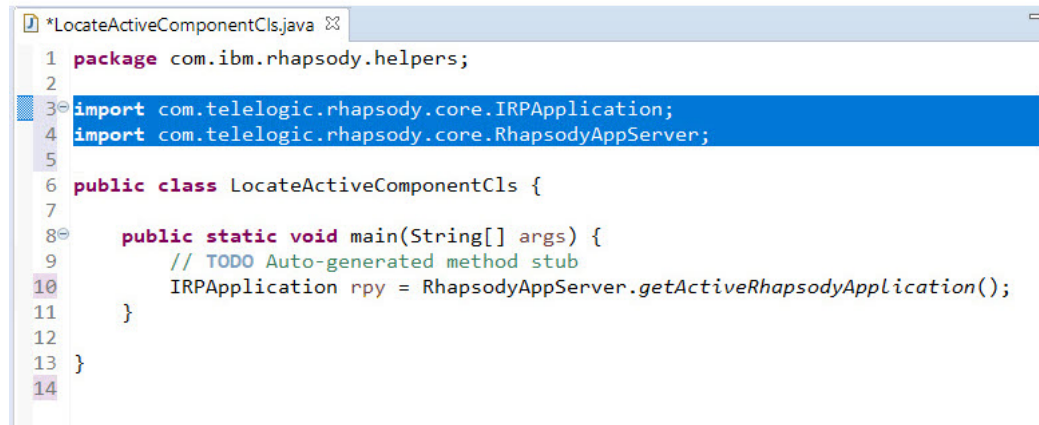 *LocateActiveComponentCls.java
1 package com.ibm.rhapsody.helpers;
2
3 import com.telelogic.rhapsody.core.IRPApplication;
4 import com.telelogic.rhapsody.core.RhapsodyAppServer;
5
6 public class LocateActiveComponentCls {
7
8 public static void main(String[] args) {
9 // TODO Auto-generated method stub
10 IRPApplication rpy = RhapsodyAppServer.getActiveRhapsodyApplication();
11 }
12
13 }
14